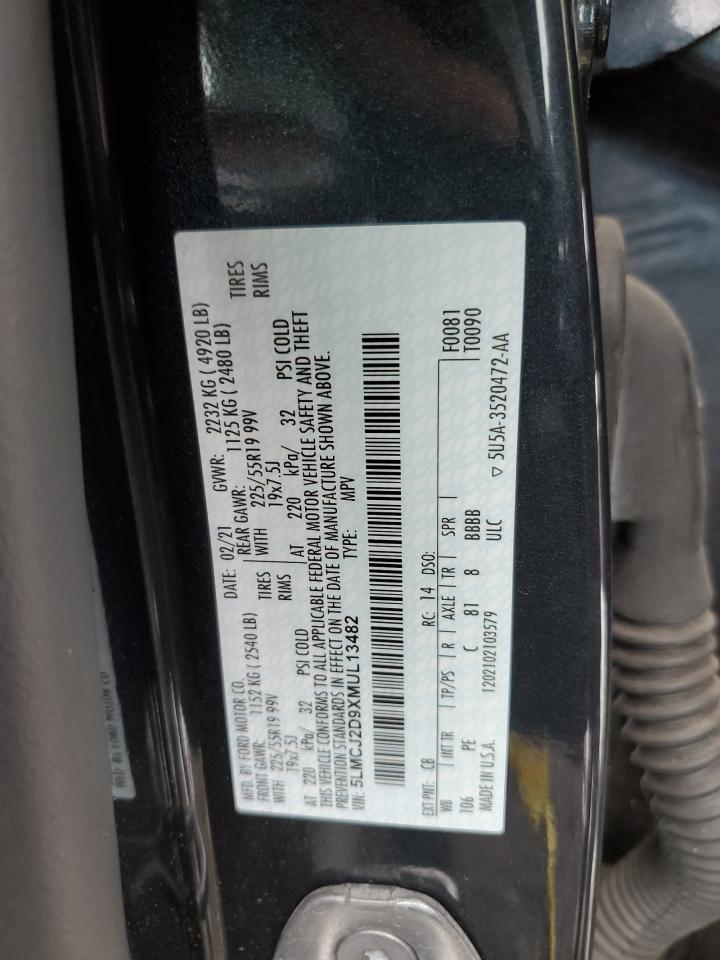 MFD. BY FORD MOTOR CO.
DATE: 02/21 GVWR: 2232 KG ( 4920 LB)
FRONT GAWR: 1152 KG ( 2540 LB) REAR GAWR: 1125 KG ( 2480 LB)
WITH 225/55R19 99V TIRES WITH 225/55R19 99V TIRES
19x7.5J RIMS 19x7.5J RIMS
AT 220 kPa/ 32 PSI COLD AT 220 kPa/ 32 PSI COLD
THIS VEHICLE CONFORMS TO ALL APPLICABLE FEDERAL MOTOR VEHICLE SAFETY AND THEFT
PREVENTION STANDARDS IN EFFECT ON THE DATE OF MANUFACTURE SHOWN ABOVE.
VIN: 5LMCJ2D9XMUL13482 TYPE: MPV
EXT PNT: CB RC: 14 DSO:
WB INT TR TP/PS R AXLE TR SPR F0081
106 PE C 81 8 BBBB T0090
MADE IN U.S.A. 1202102103579 ULC
▽ 5U5A-3520472-AA